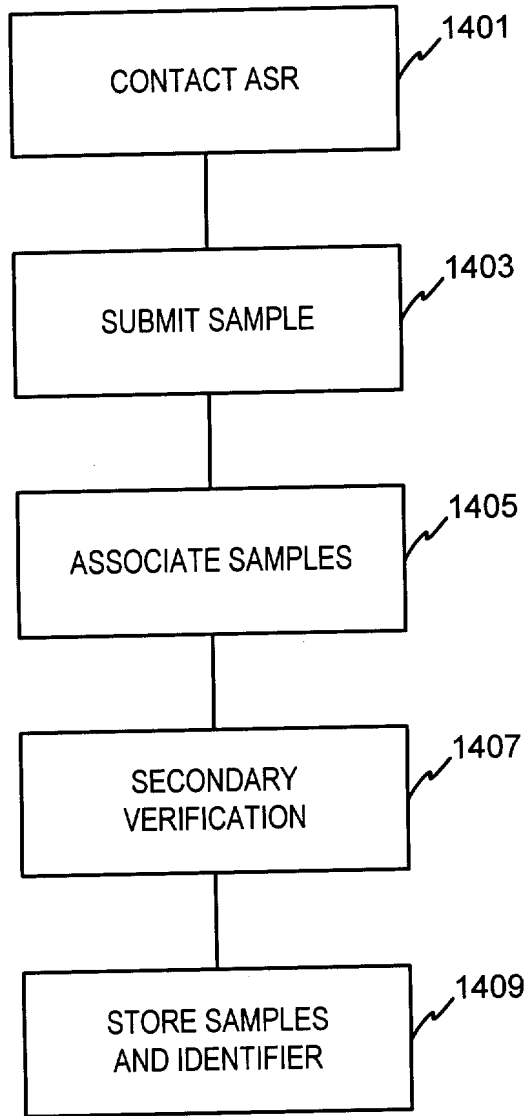 1401
CONTACT ASR
1403
SUBMIT SAMPLE
1405
ASSOCIATE SAMPLES
1407
SECONDARY
VERIFICATION
1409
STORE SAMPLES
AND IDENTIFIER